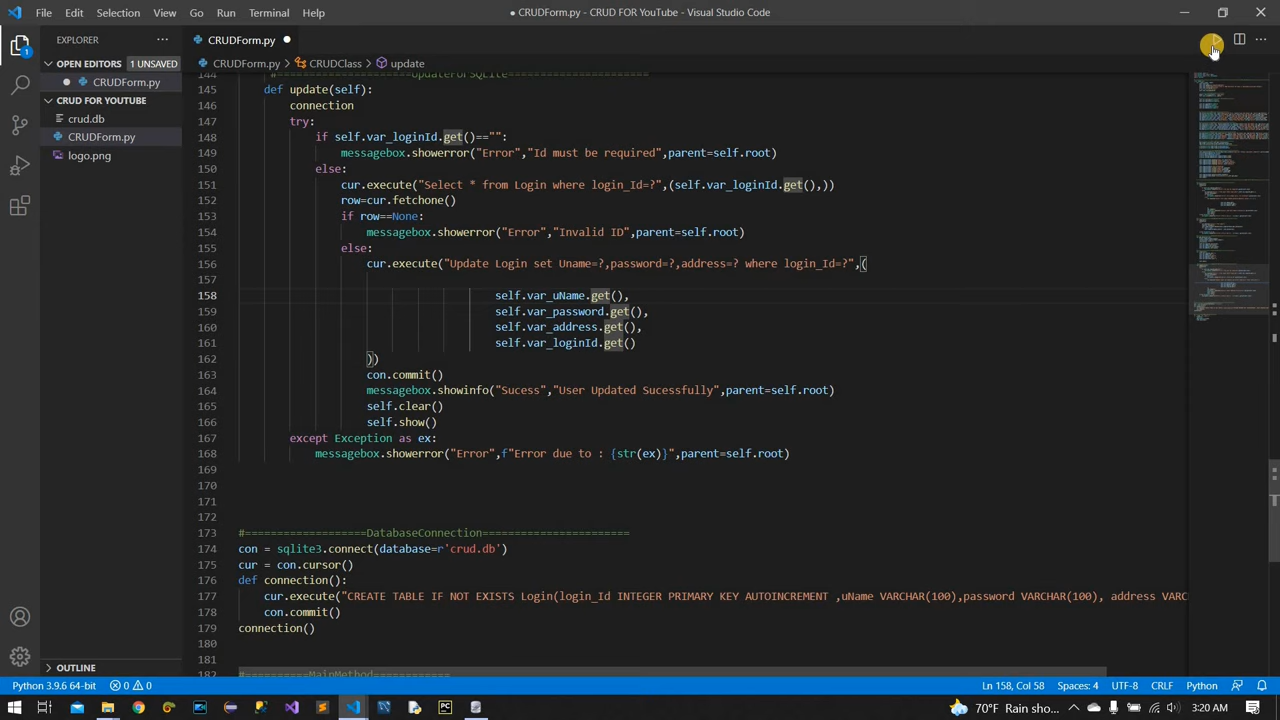 File Edit Selection View Go Run Terminal Help
● CRUDForm.py - CRUD FOR YouTube - Visual Studio Code
EXPLORER
CRUDForm.py
OPEN EDITORS 1 UNSAVED
CRUDForm.py > CRUDClass > update
CRUDForm.py
CRUD FOR YOUTUBE
crud.db
CRUDForm.py
logo.png
1
144 #====================UpdateForSQLite=======================
145 def update(self):
146 connection
147 try:
148 if self.var_loginId.get()=="":
149 messagebox.showerror("Error","Id must be required",parent=self.root)
150 else:
151 cur.execute("Select * from Login where login_Id=?",(self.var_loginId.get(),))
152 row=cur.fetchone()
153 if row==None:
154 messagebox.showerror("Error","Invalid ID",parent=self.root)
155 else:
156 cur.execute("Update login set Uname=?,password=?,address=? where login_Id=?",(
157
158 self.var_uName.get(),
159 self.var_password.get(),
160 self.var_address.get(),
161 self.var_loginId.get()
162 ))
163 con.commit()
164 messagebox.showinfo("Sucess","User Updated Sucessfully",parent=self.root)
165 self.clear()
166 self.show()
167 except Exception as ex:
168 messagebox.showerror("Error",f"Error due to : {str(ex)}",parent=self.root)
169
170
171
172
173 #===================DatabaseConnection======================
174 con = sqlite3.connect(database=r'crud.db')
175 cur = con.cursor()
176 def connection():
177 cur.execute("CREATE TABLE IF NOT EXISTS Login(login_Id INTEGER PRIMARY KEY AUTOINCREMENT ,uName VARCHAR(100),password VARCHAR(100), address VARC
178 con.commit()
179 connection()
180
181
182 #==========MainMethod============
OUTLINE
Python 3.9.6 64-bit 0 0 Ln 158, Col 58 Spaces: 4 UTF-8 CRLF Python
70°F Rain sho... 3:20 AM